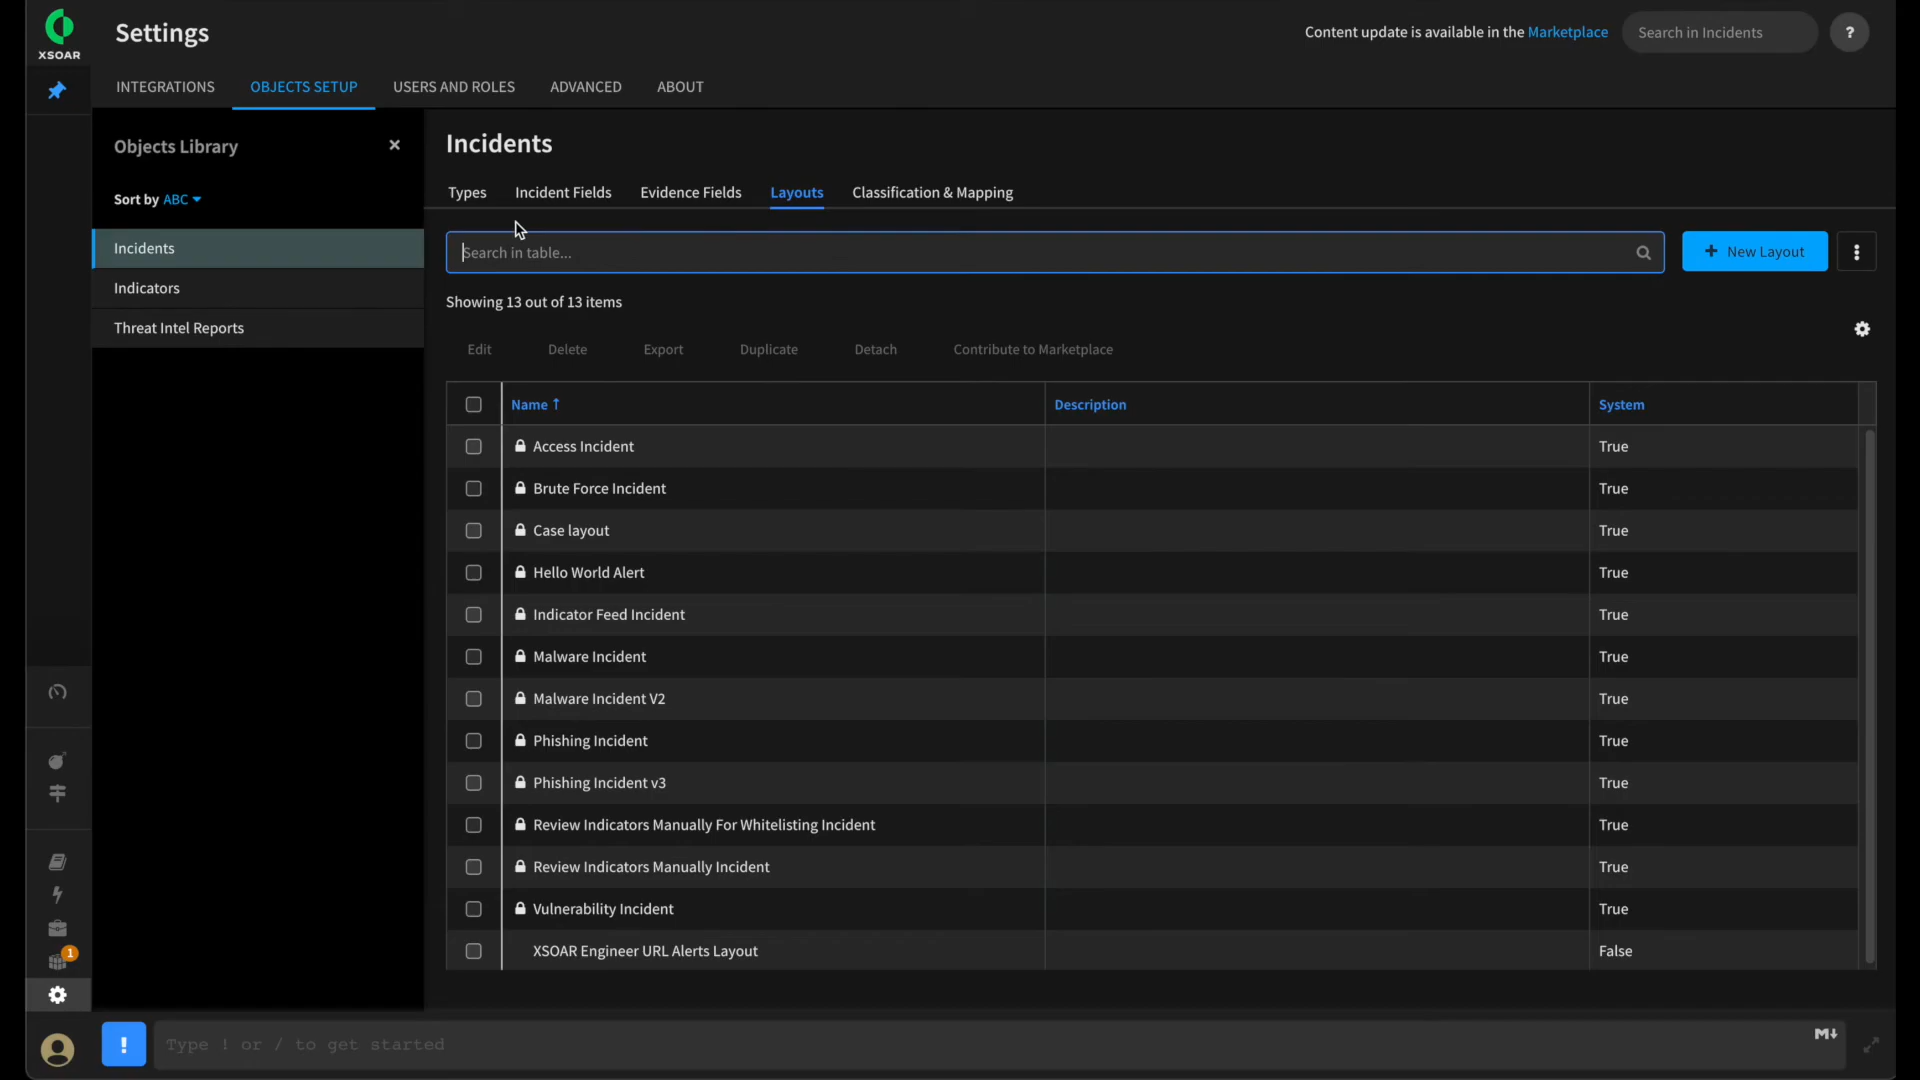 XSOAR
Settings
Content update is available in the Marketplace
Search in Incidents
?
INTEGRATIONS
OBJECTS SETUP
USERS AND ROLES
ADVANCED
ABOUT
Objects Library
Sort by ABC
Incidents
Indicators
Threat Intel Reports
Incidents
Types
Incident Fields
Evidence Fields
Layouts
Classification & Mapping
Search in table...
+ New Layout
Showing 13 out of 13 items
Edit
Delete
Export
Duplicate
Detach
Contribute to Marketplace
Name ↑ Description System
Access Incident True
Brute Force Incident True
Case layout True
Hello World Alert True
Indicator Feed Incident True
Malware Incident True
Malware Incident V2 True
Phishing Incident True
Phishing Incident v3 True
Review Indicators Manually For Whitelisting Incident True
Review Indicators Manually Incident True
Vulnerability Incident True
XSOAR Engineer URL Alerts Layout False
1
!
Type ! or / to get started
M↓